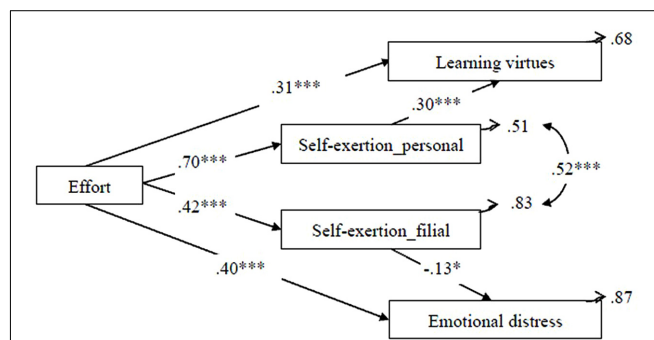 .68
Learning virtues
.31***
.30***
.51
Self-exertion_personal
.70***
.52***
Effort
.42***
.83
Self-exertion_filial
.40***
-.13*
.87
Emotional distress